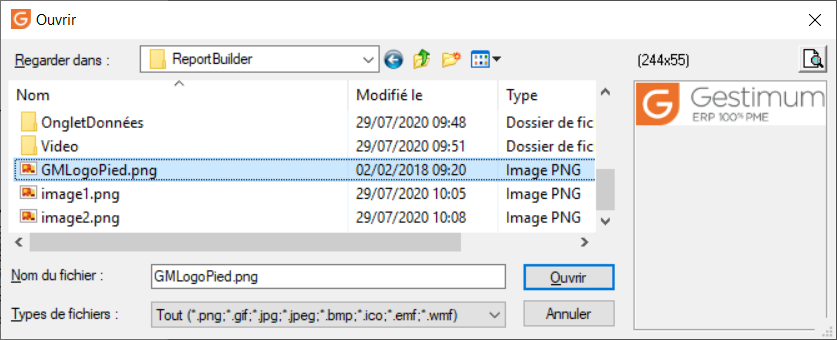 Ouvrir
Regarder dans :
ReportBuilder
(244x55)
Nom Modifié le Type
OngletDonnées 29/07/2020 09:48 Dossier de fic
Video 29/07/2020 09:51 Dossier de fic
GMLogoPied.png 02/02/2018 09:20 Image PNG
image1.png 29/07/2020 10:05 Image PNG
image2.png 29/07/2020 10:08 Image PNG
Nom du fichier : GMLogoPied.png Ouvrir
Types de fichiers : Tout (*.png;*.gif;*.jpg;*.jpeg;*.bmp;*.ico;*.emf;*.wmf) Annuler
Gestimum
ERP 100% PME